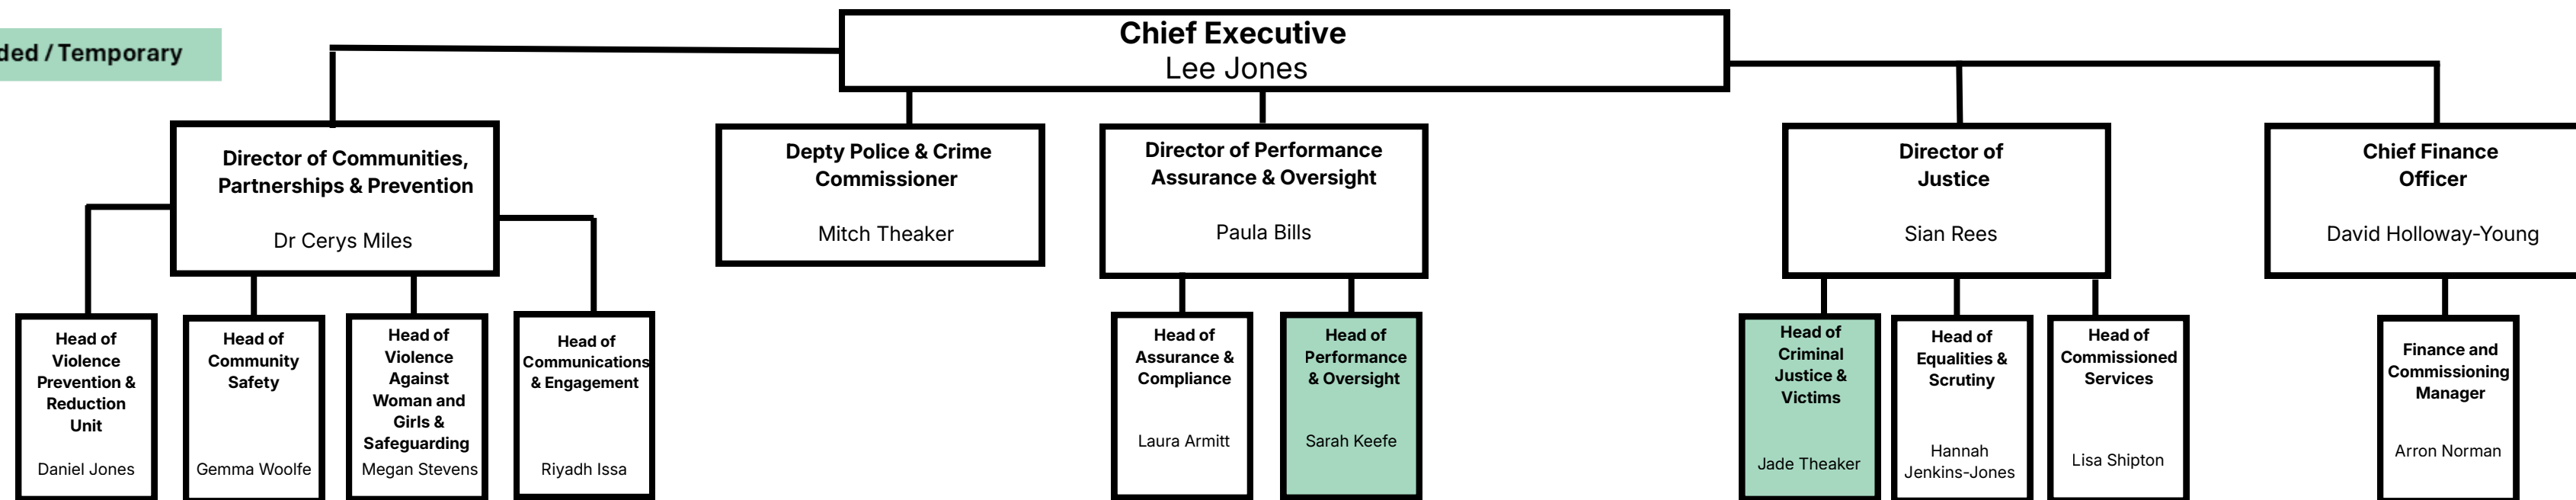 Chief Executive
Lee Jones
/ Temporary
Director of Communities,
Partnerships & Prevention
Dr Cerys Miles
Depty Police & Crime
Commissioner
Mitch Theaker
Director of Performance
Assurance & Oversight
Paula Bills
Director of
Justice
Sian Rees
Chief Finance
Officer
David Holloway-Young
Head of
Violence
Prevention &
Reduction
Unit
Daniel Jones
Head of
Community
Safety
Gemma Woolfe
Head of
Violence
Against
Woman and
Girls &
Safeguarding
Megan Stevens
Head of
Communications
& Engagement
Riyadh Issa
Head of
Assurance &
Compliance
Laura Armitt
Head of
Performance
& Oversight
Sarah Keefe
Head of
Criminal
Justice &
Victims
Jade Theaker
Head of
Equalities &
Scrutiny
Hannah
Jenkins-Jones
Head of
Commissioned
Services
Lisa Shipton
Finance and
Commissioning
Manager
Arron Norman